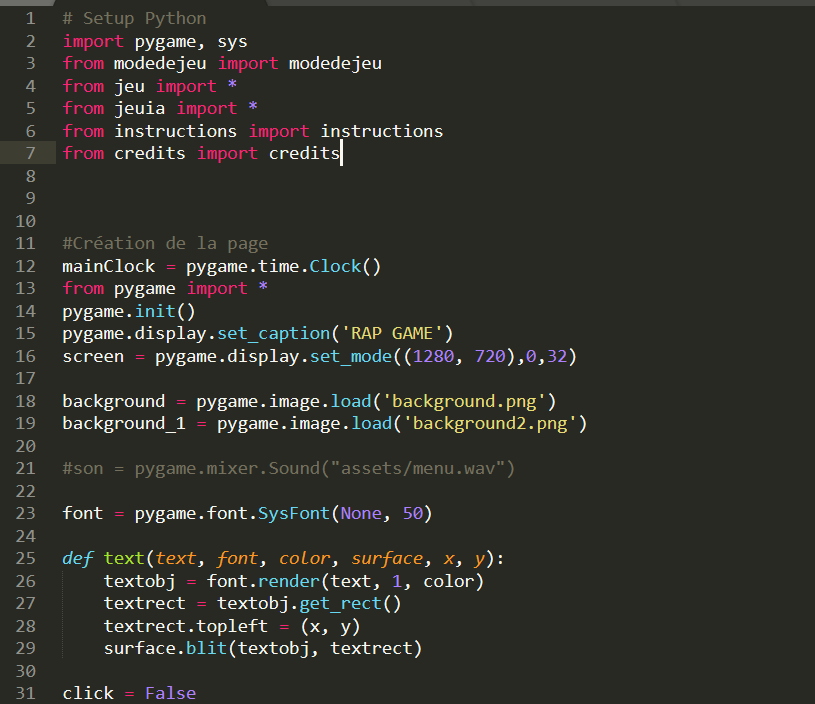 1 # Setup Python
2 import pygame, sys
3 from modedejeu import modedejeu
4 from jeu import *
5 from jeuia import *
6 from instructions import instructions
7 from credits import credits
8
9
10
11 #Création de la page
12 mainClock = pygame.time.Clock()
13 from pygame import *
14 pygame.init()
15 pygame.display.set_caption('RAP GAME')
16 screen = pygame.display.set_mode((1280, 720),0,32)
17
18 background = pygame.image.load('background.png')
19 background_1 = pygame.image.load('background2.png')
20
21 #son = pygame.mixer.Sound("assets/menu.wav")
22
23 font = pygame.font.SysFont(None, 50)
24
25 def text(text, font, color, surface, x, y):
26     textobj = font.render(text, 1, color)
27     textrect = textobj.get_rect()
28     textrect.topleft = (x, y)
29     surface.blit(textobj, textrect)
30
31 click = False